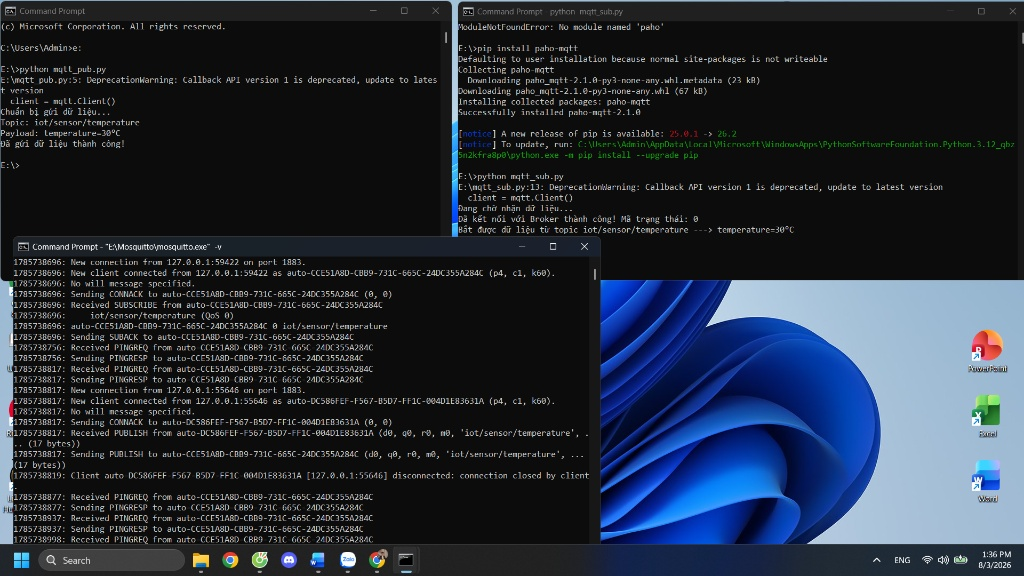 Command Prompt
(c) Microsoft Corporation. All rights reserved.
C:\Users\Admin>e:
E:\>python mqtt_pub.py
E:\mqtt_pub.py:5: DeprecationWarning: Callback API version 1 is deprecated, update to lates
t version
  client = mqtt.Client()
Chuẩn bị gửi dữ liệu...
Topic: iot/sensor/temperature
Payload: temperature=30°C
Đã gửi dữ liệu thành công!
E:\>
Command Prompt - python mqtt_sub.py
ModuleNotFoundError: No module named 'paho'
E:\>pip install paho-mqtt
Defaulting to user installation because normal site-packages is not writeable
Collecting paho-mqtt
  Downloading paho_mqtt-2.1.0-py3-none-any.whl.metadata (23 kB)
Downloading paho_mqtt-2.1.0-py3-none-any.whl (67 kB)
Installing collected packages: paho-mqtt
Successfully installed paho-mqtt-2.1.0
[notice] A new release of pip is available: 25.0.1 -> 26.2
[notice] To update, run: C:\Users\Admin\AppData\Local\Microsoft\WindowsApps\PythonSoftwareFoundation.Python.3.12_qbz
5n2kfra8p0\python.exe -m pip install --upgrade pip
E:\>python mqtt_sub.py
E:\mqtt_sub.py:13: DeprecationWarning: Callback API version 1 is deprecated, update to latest version
  client = mqtt.Client()
Đang chờ nhận dữ liệu...
Đã kết nối với Broker thành công! Mã trạng thái: 0
Bắt được dữ liệu từ topic iot/sensor/temperature ---> temperature=30°C
Command Prompt - "E:\Mosquitto\mosquitto.exe" -v
1785738696: New connection from 127.0.0.1:59422 on port 1883.
1785738696: New client connected from 127.0.0.1:59422 as auto-CCE51A8D-CBB9-731C-665C-24DC355A284C (p4, c1, k60).
1785738696: No will message specified.
1785738696: Sending CONNACK to auto-CCE51A8D-CBB9-731C-665C-24DC355A284C (0, 0)
1785738696: Received SUBSCRIBE from auto-CCE51A8D-CBB9-731C-665C-24DC355A284C
1785738696:     iot/sensor/temperature (QoS 0)
1785738696: auto-CCE51A8D-CBB9-731C-665C-24DC355A284C 0 iot/sensor/temperature
1785738696: Sending SUBACK to auto-CCE51A8D-CBB9-731C-665C-24DC355A284C
1785738756: Received PINGREQ from auto-CCE51A8D-CBB9-731C-665C-24DC355A284C
1785738756: Sending PINGRESP to auto-CCE51A8D-CBB9-731C-665C-24DC355A284C
1785738817: Received PINGREQ from auto-CCE51A8D-CBB9-731C-665C-24DC355A284C
1785738817: Sending PINGRESP to auto-CCE51A8D-CBB9-731C-665C-24DC355A284C
1785738817: New connection from 127.0.0.1:55646 on port 1883.
1785738817: New client connected from 127.0.0.1:55646 as auto-DC586FEF-F567-B5D7-FF1C-004D1E83631A (p4, c1, k60).
1785738817: No will message specified.
1785738817: Sending CONNACK to auto-DC586FEF-F567-B5D7-FF1C-004D1E83631A (0, 0)
1785738817: Received PUBLISH from auto-DC586FEF-F567-B5D7-FF1C-004D1E83631A (d0, q0, r0, m0, 'iot/sensor/temperature', .
.. (17 bytes))
1785738817: Sending PUBLISH to auto-CCE51A8D-CBB9-731C-665C-24DC355A284C (d0, q0, r0, m0, 'iot/sensor/temperature', ...
(17 bytes))
1785738819: Client auto-DC586FEF-F567-B5D7-FF1C-004D1E83631A [127.0.0.1:55646] disconnected: connection closed by client
.
1785738877: Received PINGREQ from auto-CCE51A8D-CBB9-731C-665C-24DC355A284C
1785738877: Sending PINGRESP to auto-CCE51A8D-CBB9-731C-665C-24DC355A284C
1785738937: Received PINGREQ from auto-CCE51A8D-CBB9-731C-665C-24DC355A284C
1785738937: Sending PINGRESP to auto-CCE51A8D-CBB9-731C-665C-24DC355A284C
1785738998: Received PINGREQ from auto-CCE51A8D-CBB9-731C-665C-24DC355A284C
PowerPoint
Excel
Word
Search
Zalo
ENG
1:36 PM
8/3/2026